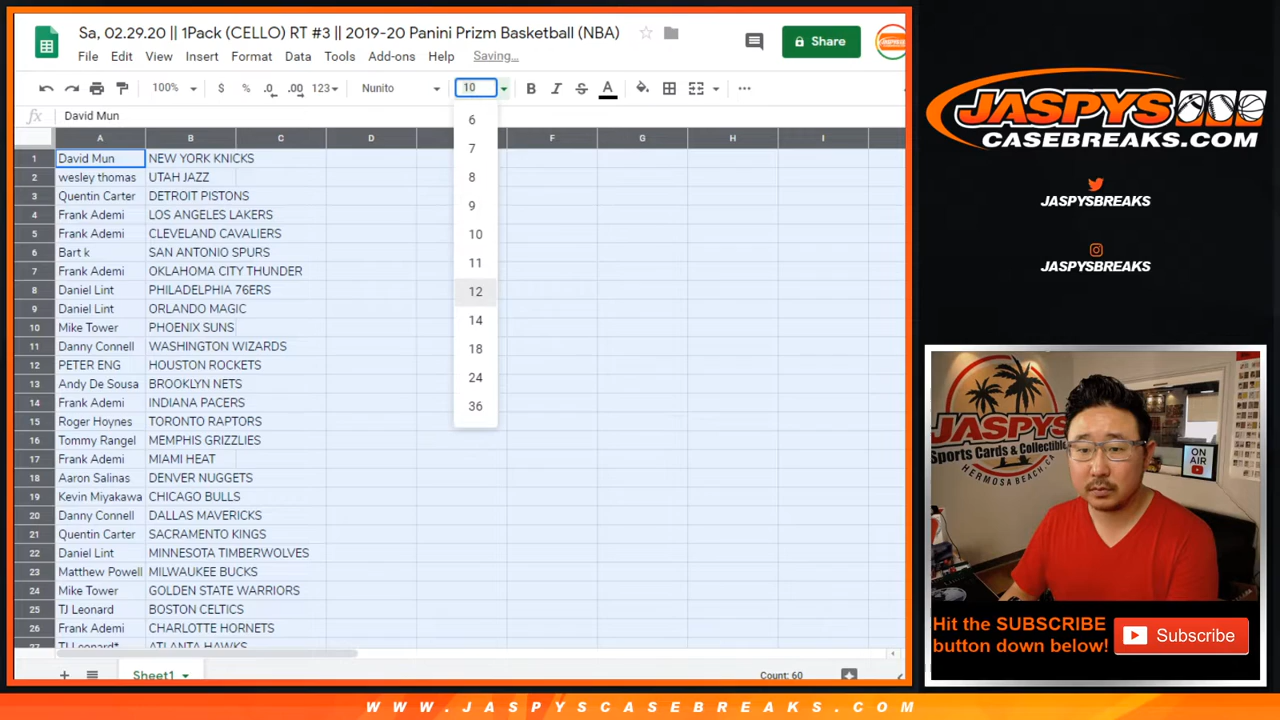 Sa, 02.29.20 || 1Pack (CELLO) RT #3 || 2019-20 Panini Prizm Basketball (NBA)
File Edit View Insert Format Data Tools Add-ons Help Saving...
Share
100% $ % .0 .00 123 Nunito 10 B I S A
fx David Mun
A B C D F G H I
1 David Mun NEW YORK KNICKS
2 wesley thomas UTAH JAZZ
3 Quentin Carter DETROIT PISTONS
4 Frank Ademi LOS ANGELES LAKERS
5 Frank Ademi CLEVELAND CAVALIERS
6 Bart k SAN ANTONIO SPURS
7 Frank Ademi OKLAHOMA CITY THUNDER
8 Daniel Lint PHILADELPHIA 76ERS
9 Daniel Lint ORLANDO MAGIC
10 Mike Tower PHOENIX SUNS
11 Danny Connell WASHINGTON WIZARDS
12 PETER ENG HOUSTON ROCKETS
13 Andy De Sousa BROOKLYN NETS
14 Frank Ademi INDIANA PACERS
15 Roger Hoynes TORONTO RAPTORS
16 Tommy Rangel MEMPHIS GRIZZLIES
17 Frank Ademi MIAMI HEAT
18 Aaron Salinas DENVER NUGGETS
19 Kevin Miyakawa CHICAGO BULLS
20 Danny Connell DALLAS MAVERICKS
21 Quentin Carter SACRAMENTO KINGS
22 Daniel Lint MINNESOTA TIMBERWOLVES
23 Matthew Powell MILWAUKEE BUCKS
24 Mike Tower GOLDEN STATE WARRIORS
25 TJ Leonard BOSTON CELTICS
26 Frank Ademi CHARLOTTE HORNETS
27 TJ Leonard* ATLANTA HAWKS
6
7
8
9
10
11
12
14
18
24
36
Sheet1
Count: 60
JASPYS
CASEBREAKS.COM
JASPYSBREAKS
JASPYSBREAKS
JASPYS
Sports Cards & Collectibles
HERMOSA BEACH, CA
ON AIR
Hit the SUBSCRIBE
button down below!
Subscribe
WWW.JASPYSCASEBREAKS.COM